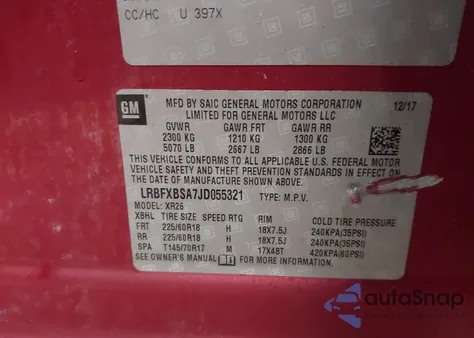 CC/HC U 397X
GM
MFD BY SAIC GENERAL MOTORS CORPORATION 12/17
LIMITED FOR GENERAL MOTORS LLC
GVWR GAWR FRT GAWR RR
2300 KG 1210 KG 1300 KG
5070 LB 2667 LB 2866 LB
THIS VEHICLE CONFORMS TO ALL APPLICABLE U.S. FEDERAL MOTOR
VEHICLE SAFETY AND THEFT PREVENTION STANDARDS IN EFFECT ON
THE DATE OF MANUFACTURE SHOWN ABOVE.
LRBFXBSA7JD055321 TYPE: M.P.V.
MODEL: XR26
XBHL TIRE SIZE SPEED RTG RIM COLD TIRE PRESSURE
FRT 225/60R18 H 18X7.5J 240KPA(35PSI)
RR 225/60R18 H 18X7.5J 240KPA(35PSI)
SPA T145/70R17 M 17X4BT 420KPA(60PSI)
SEE OWNER'S MANUAL FOR ADDITIONAL INFORMATION.
autoSnap